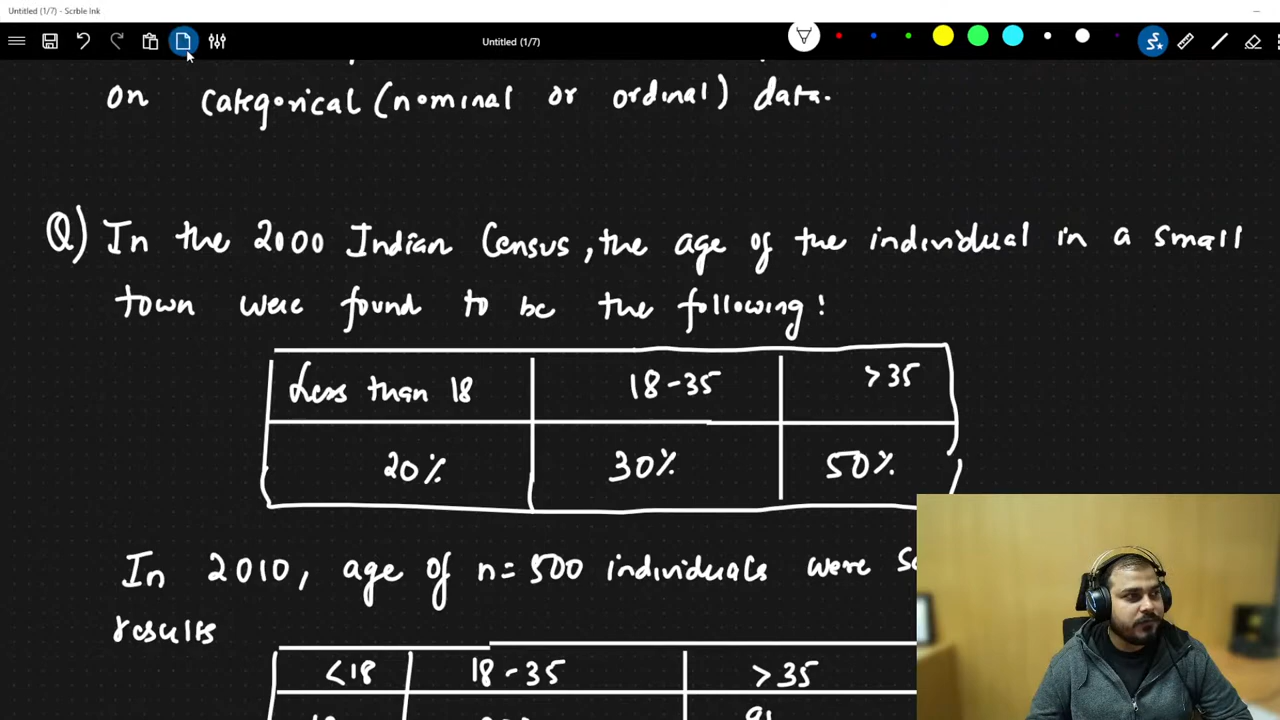 Untitled (1/7) - Scrble Ink
Untitled (1/7)
on categorical (nominal or ordinal) data.
Q) In the 2000 Indian Census, the age of the individual in a small
town were found to be the following:
Less than 18 18-35 >35
20% 30% 50%
In 2010, age of n=500 individuals were
results
<18 18-35 >35